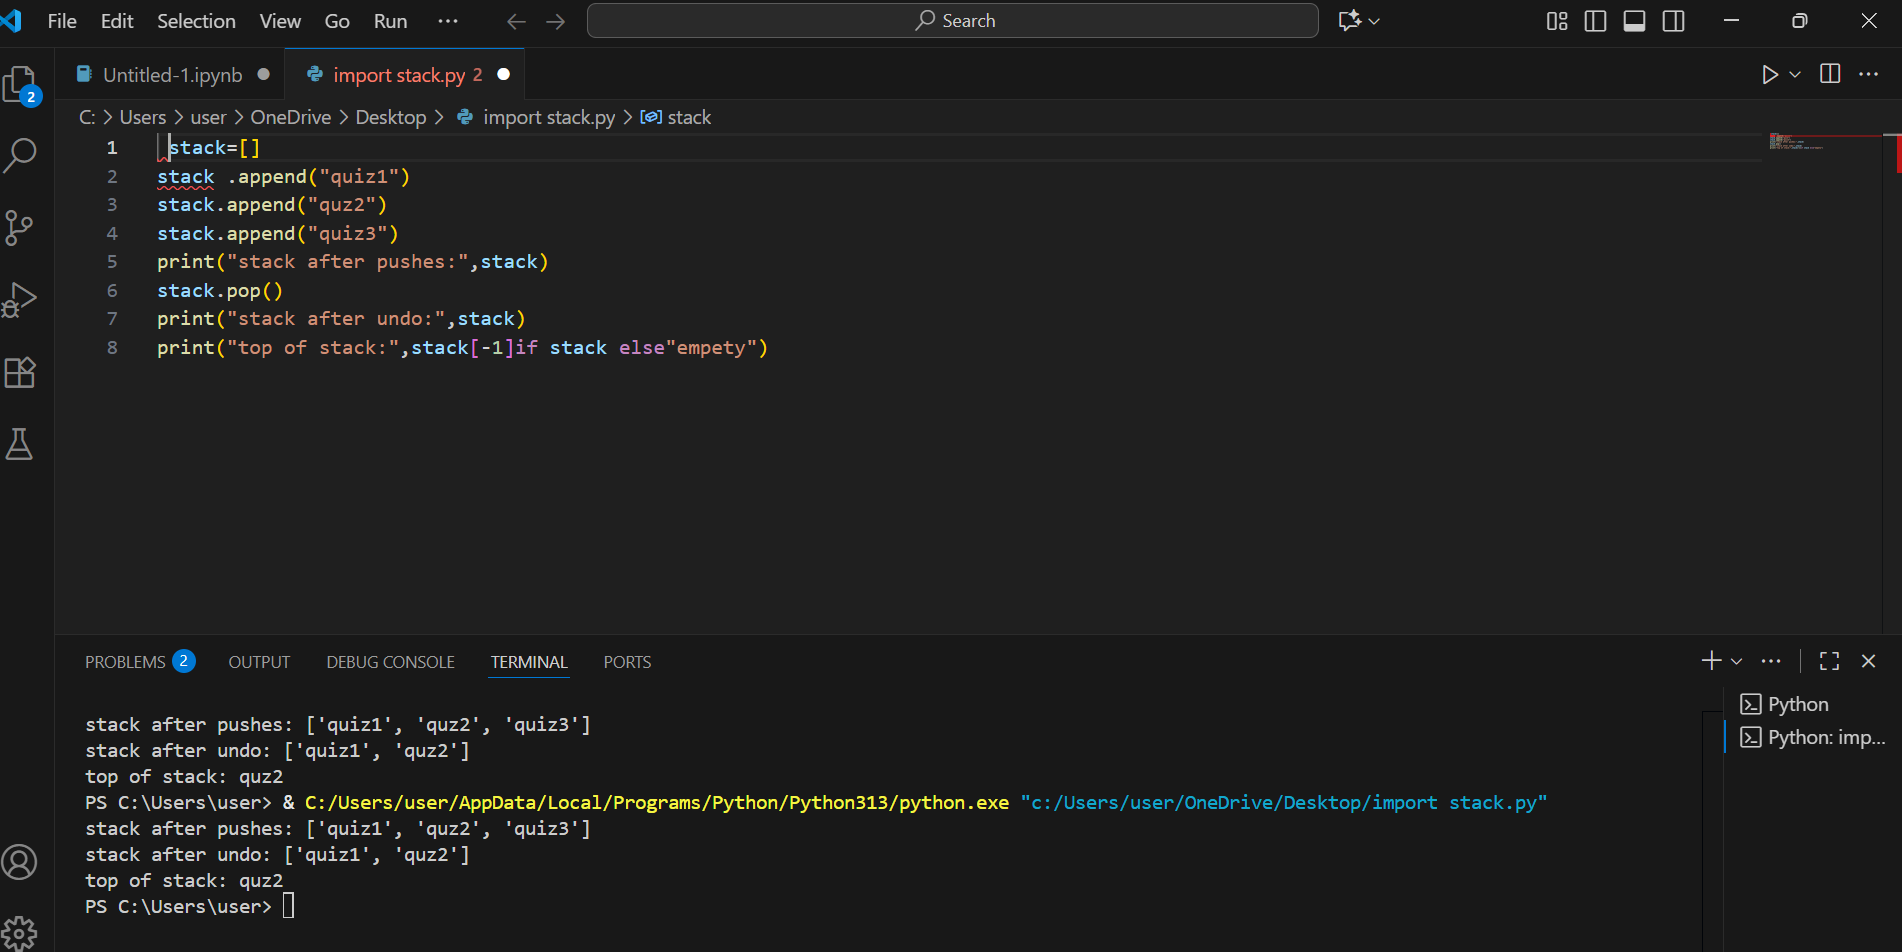 File Edit Selection View Go Run ··· Search
Untitled-1.ipynb import stack.py 2
2
C: > Users > user > OneDrive > Desktop > import stack.py > stack
1 stack=[]
2 stack .append("quiz1")
3 stack.append("quz2")
4 stack.append("quiz3")
5 print("stack after pushes:",stack)
6 stack.pop()
7 print("stack after undo:",stack)
8 print("top of stack:",stack[-1]if stack else"empety")
PROBLEMS 2 OUTPUT DEBUG CONSOLE TERMINAL PORTS
stack after pushes: ['quiz1', 'quz2', 'quiz3']
stack after undo: ['quiz1', 'quz2']
top of stack: quz2
PS C:\Users\user> & C:/Users/user/AppData/Local/Programs/Python/Python313/python.exe "c:/Users/user/OneDrive/Desktop/import stack.py"
stack after pushes: ['quiz1', 'quz2', 'quiz3']
stack after undo: ['quiz1', 'quz2']
top of stack: quz2
PS C:\Users\user>
Python
Python: imp...